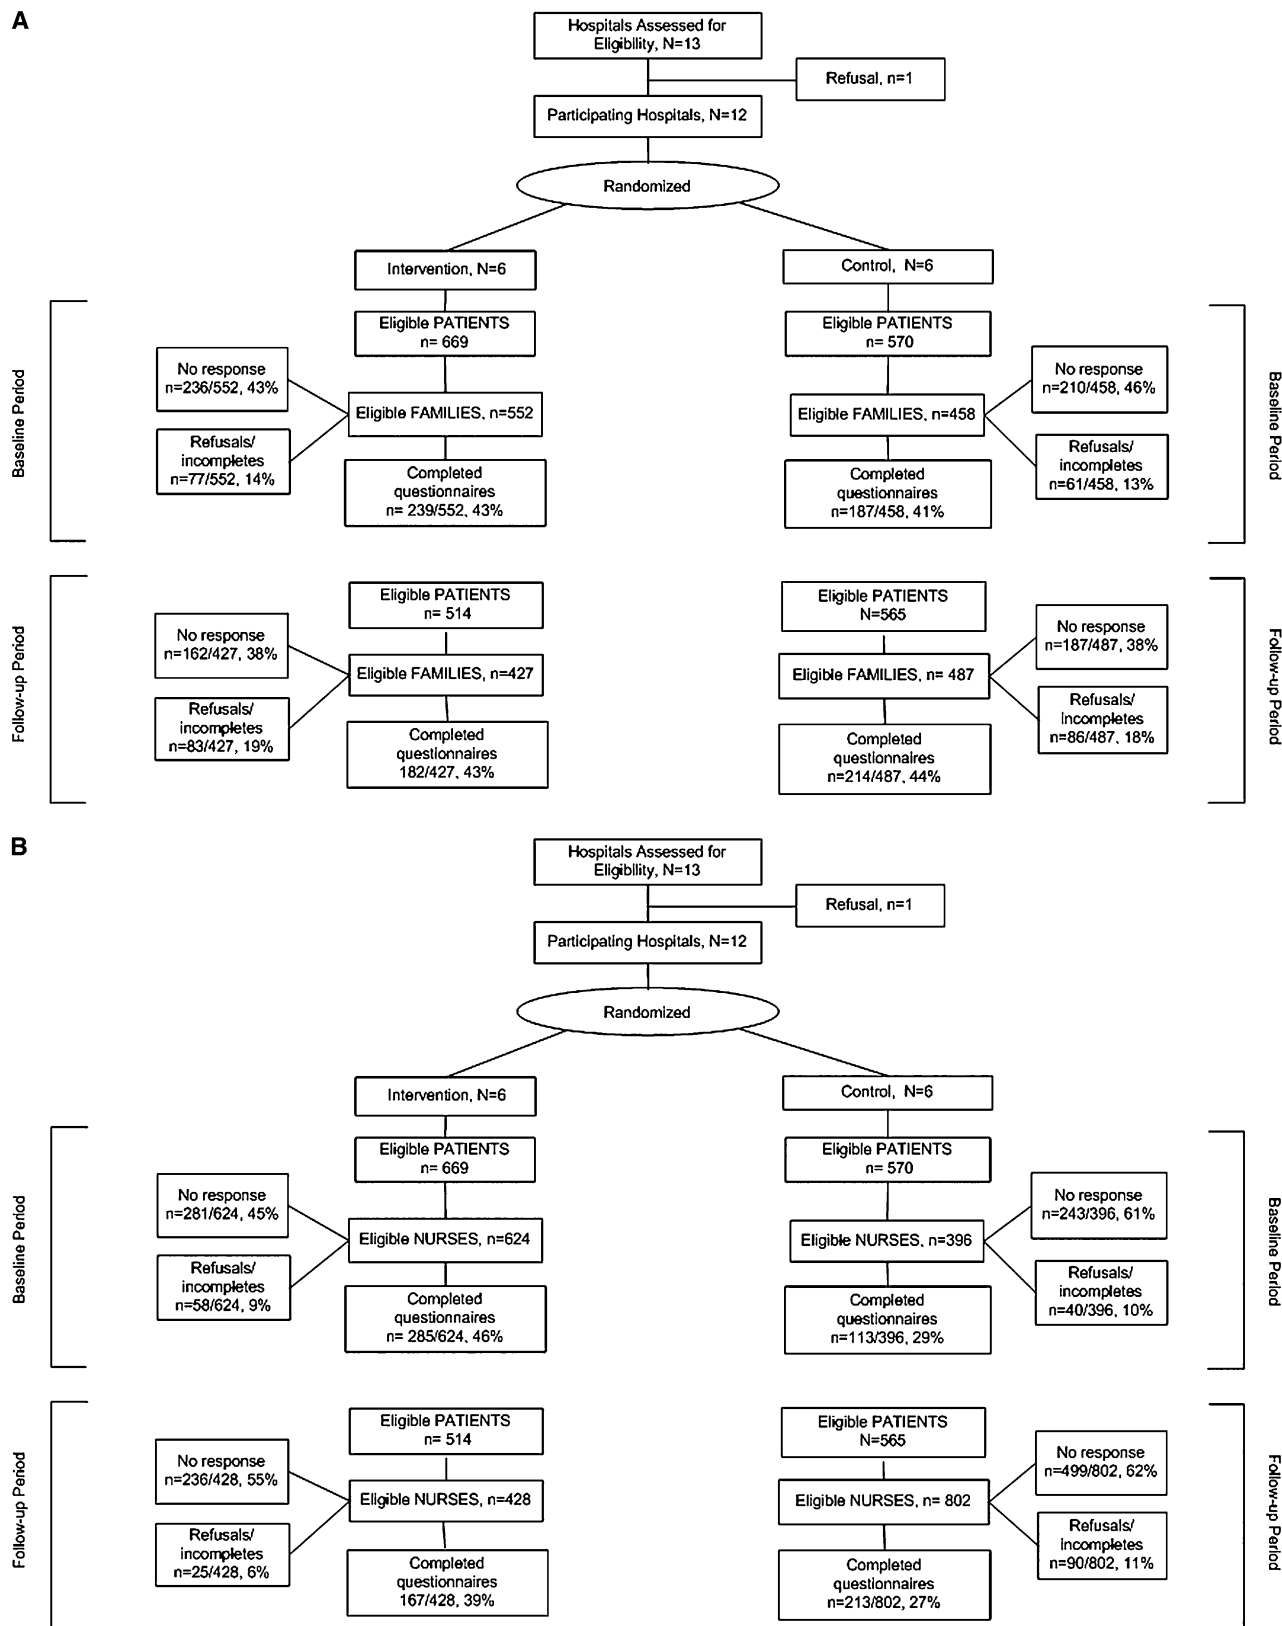 A
Hospitals Assessed for
Eligibility, N=13
Refusal, n=1
Participating Hospitals, N=12
Randomized
Intervention, N=6
Control, N=6
Baseline Period
Eligible PATIENTS
n= 669
No response
n=236/552, 43%
Eligible FAMILIES, n=552
Refusals/
incompletes
n=77/552, 14%
Completed
questionnaires
n= 239/552, 43%
Eligible PATIENTS
n= 570
No response
n=210/458, 46%
Eligible FAMILIES, n=458
Refusals/
incompletes
n=61/458, 13%
Completed
questionnaires
n=187/458, 41%
Baseline Period
Follow-up Period
Eligible PATIENTS
n= 514
No response
n=162/427, 38%
Eligible FAMILIES, n=427
Refusals/
incompletes
n=83/427, 19%
Completed
questionnaires
182/427, 43%
Eligible PATIENTS
N=565
No response
n=187/487, 38%
Eligible FAMILIES, n= 487
Refusals/
incompletes
n=86/487, 18%
Completed
questionnaires
n=214/487, 44%
Follow-up Period
B
Hospitals Assessed for
Eligibility, N=13
Refusal, n=1
Participating Hospitals, N=12
Randomized
Intervention, N=6
Control, N=6
Baseline Period
Eligible PATIENTS
n= 669
No response
n=281/624, 45%
Eligible NURSES, n=624
Refusals/
incompletes
n=58/624, 9%
Completed
questionnaires
n= 285/624, 46%
Eligible PATIENTS
n= 570
No response
n=243/396, 61%
Eligible NURSES, n=396
Refusals/
incompletes
n=40/396, 10%
Completed
questionnaires
n=113/396, 29%
Baseline Period
Follow-up Period
Eligible PATIENTS
n= 514
No response
n=236/428, 55%
Eligible NURSES, n=428
Refusals/
incompletes
n=25/428, 6%
Completed
questionnaires
167/428, 39%
Eligible PATIENTS
N=565
No response
n=499/802, 62%
Eligible NURSES, n= 802
Refusals/
incompletes
n=90/802, 11%
Completed
questionnaires
n=213/802, 27%
Follow-up Period